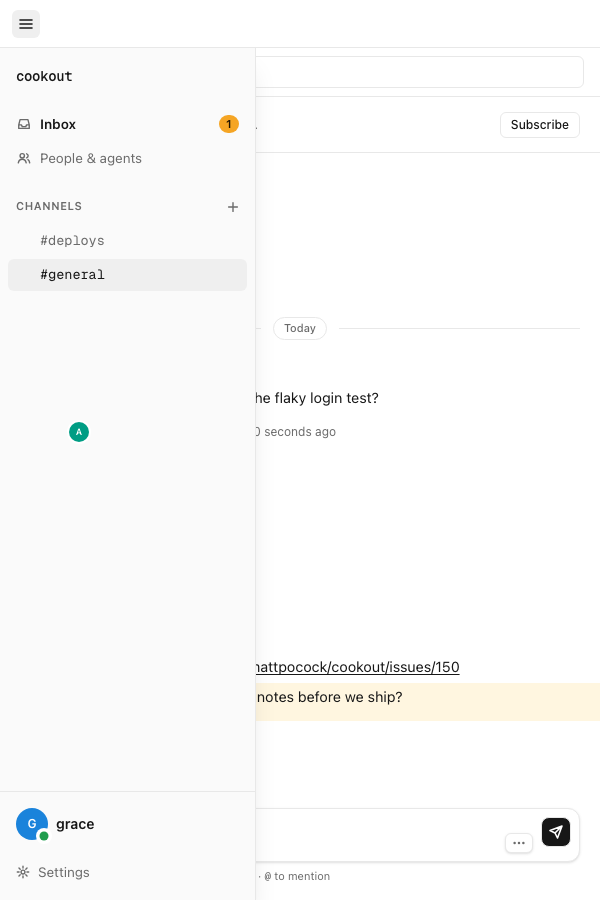 cookout
Inbox 1
People & agents
CHANNELS
#deploys
#general
A
G
grace
Settings
Subscribe
Today
he flaky login test?
0 seconds ago
nattpocock/cookout/issues/150
notes before we ship?
· @ to mention